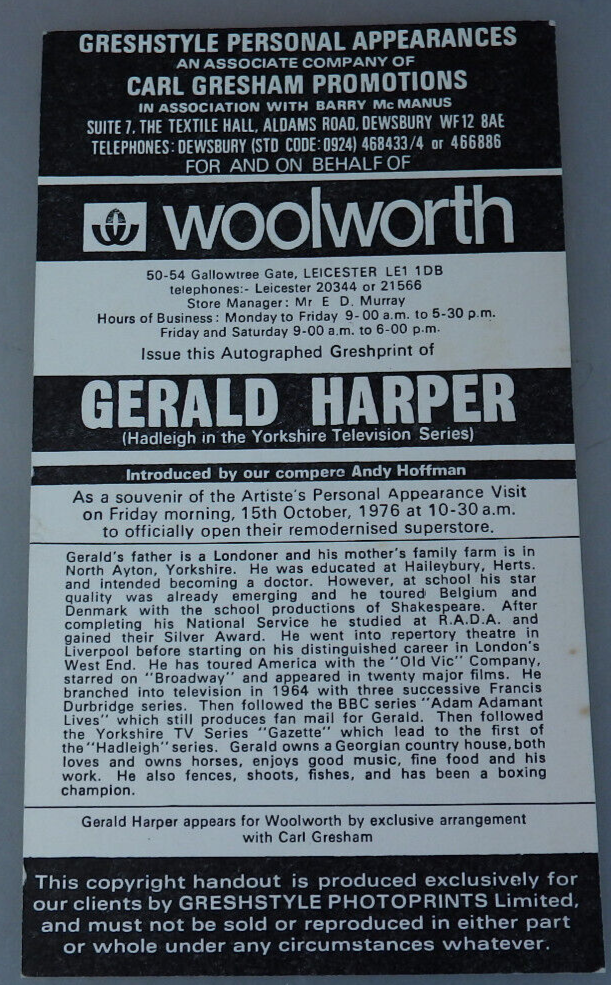 GRESHSTYLE PERSONAL APPEARANCES
AN ASSOCIATE COMPANY OF
CARL GRESHAM PROMOTIONS
IN ASSOCIATION WITH BARRY McMANUS
SUITE 7, THE TEXTILE HALL, ALDAMS ROAD, DEWSBURY WF12 8AE
TELEPHONES: DEWSBURY (STD CODE: 0924) 468433/4 or 466886
FOR AND ON BEHALF OF
woolworth
50-54 Gallowtree Gate, LEICESTER LE1 1DB
telephones:- Leicester 20344 or 21566
Store Manager: Mr E D. Murray
Hours of Business: Monday to Friday 9-00 a.m. to 5-30 p.m.
Friday and Saturday 9-00 a.m. to 6-00 p.m.
Issue this Autographed Greshprint of
GERALD HARPER
(Hadleigh in the Yorkshire Television Series)
Introduced by our compere Andy Hoffman
As a souvenir of the Artiste's Personal Appearance Visit
on Friday morning, 15th October, 1976 at 10-30 a.m.
to officially open their remodernised superstore.
Gerald's father is a Londoner and his mother's family farm is in
North Ayton, Yorkshire. He was educated at Haileybury, Herts.
and intended becoming a doctor. However, at school his star
quality was already emerging and he toured Belgium and
Denmark with the school productions of Shakespeare. After
completing his National Service he studied at R.A.D.A. and
gained their Silver Award. He went into repertory theatre in
Liverpool before starting on his distinguished career in London's
West End. He has toured America with the "Old Vic" Company,
starred on "Broadway" and appeared in twenty major films. He
branched into television in 1964 with three successive Francis
Durbridge series. Then followed the BBC series "Adam Adamant
Lives" which still produces fan mail for Gerald. Then followed
the Yorkshire TV Series "Gazette" which lead to the first of
the "Hadleigh" series. Gerald owns a Georgian country house, both
loves and owns horses, enjoys good music, fine food and his
work. He also fences, shoots, fishes, and has been a boxing
champion.
Gerald Harper appears for Woolworth by exclusive arrangement
with Carl Gresham
This copyright handout is produced exclusively for
our clients by GRESHSTYLE PHOTOPRINTS Limited,
and must not be sold or reproduced in either part
or whole under any circumstances whatever.